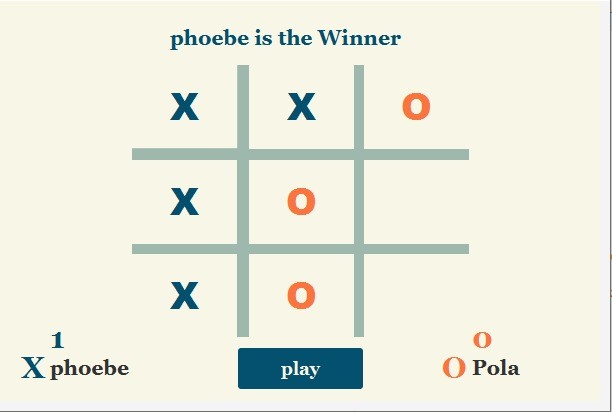 phoebe is the Winner
X X O
X O
X O
1
X phoebe
play
0
O Pola